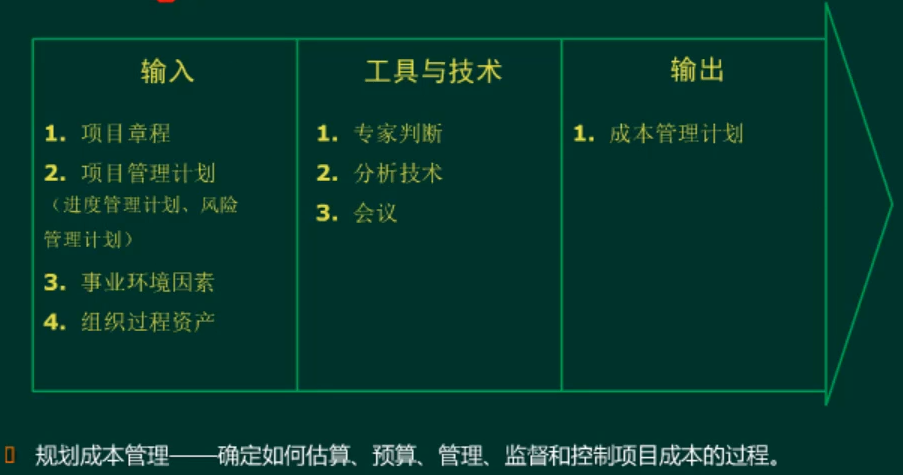 输入
1. 项目章程
2. 项目管理计划
（进度管理计划、风险
管理计划）
3. 事业环境因素
4. 组织过程资产
工具与技术
1. 专家判断
2. 分析技术
3. 会议
输出
1. 成本管理计划
规划成本管理——确定如何估算、预算、管理、监督和控制项目成本的过程。